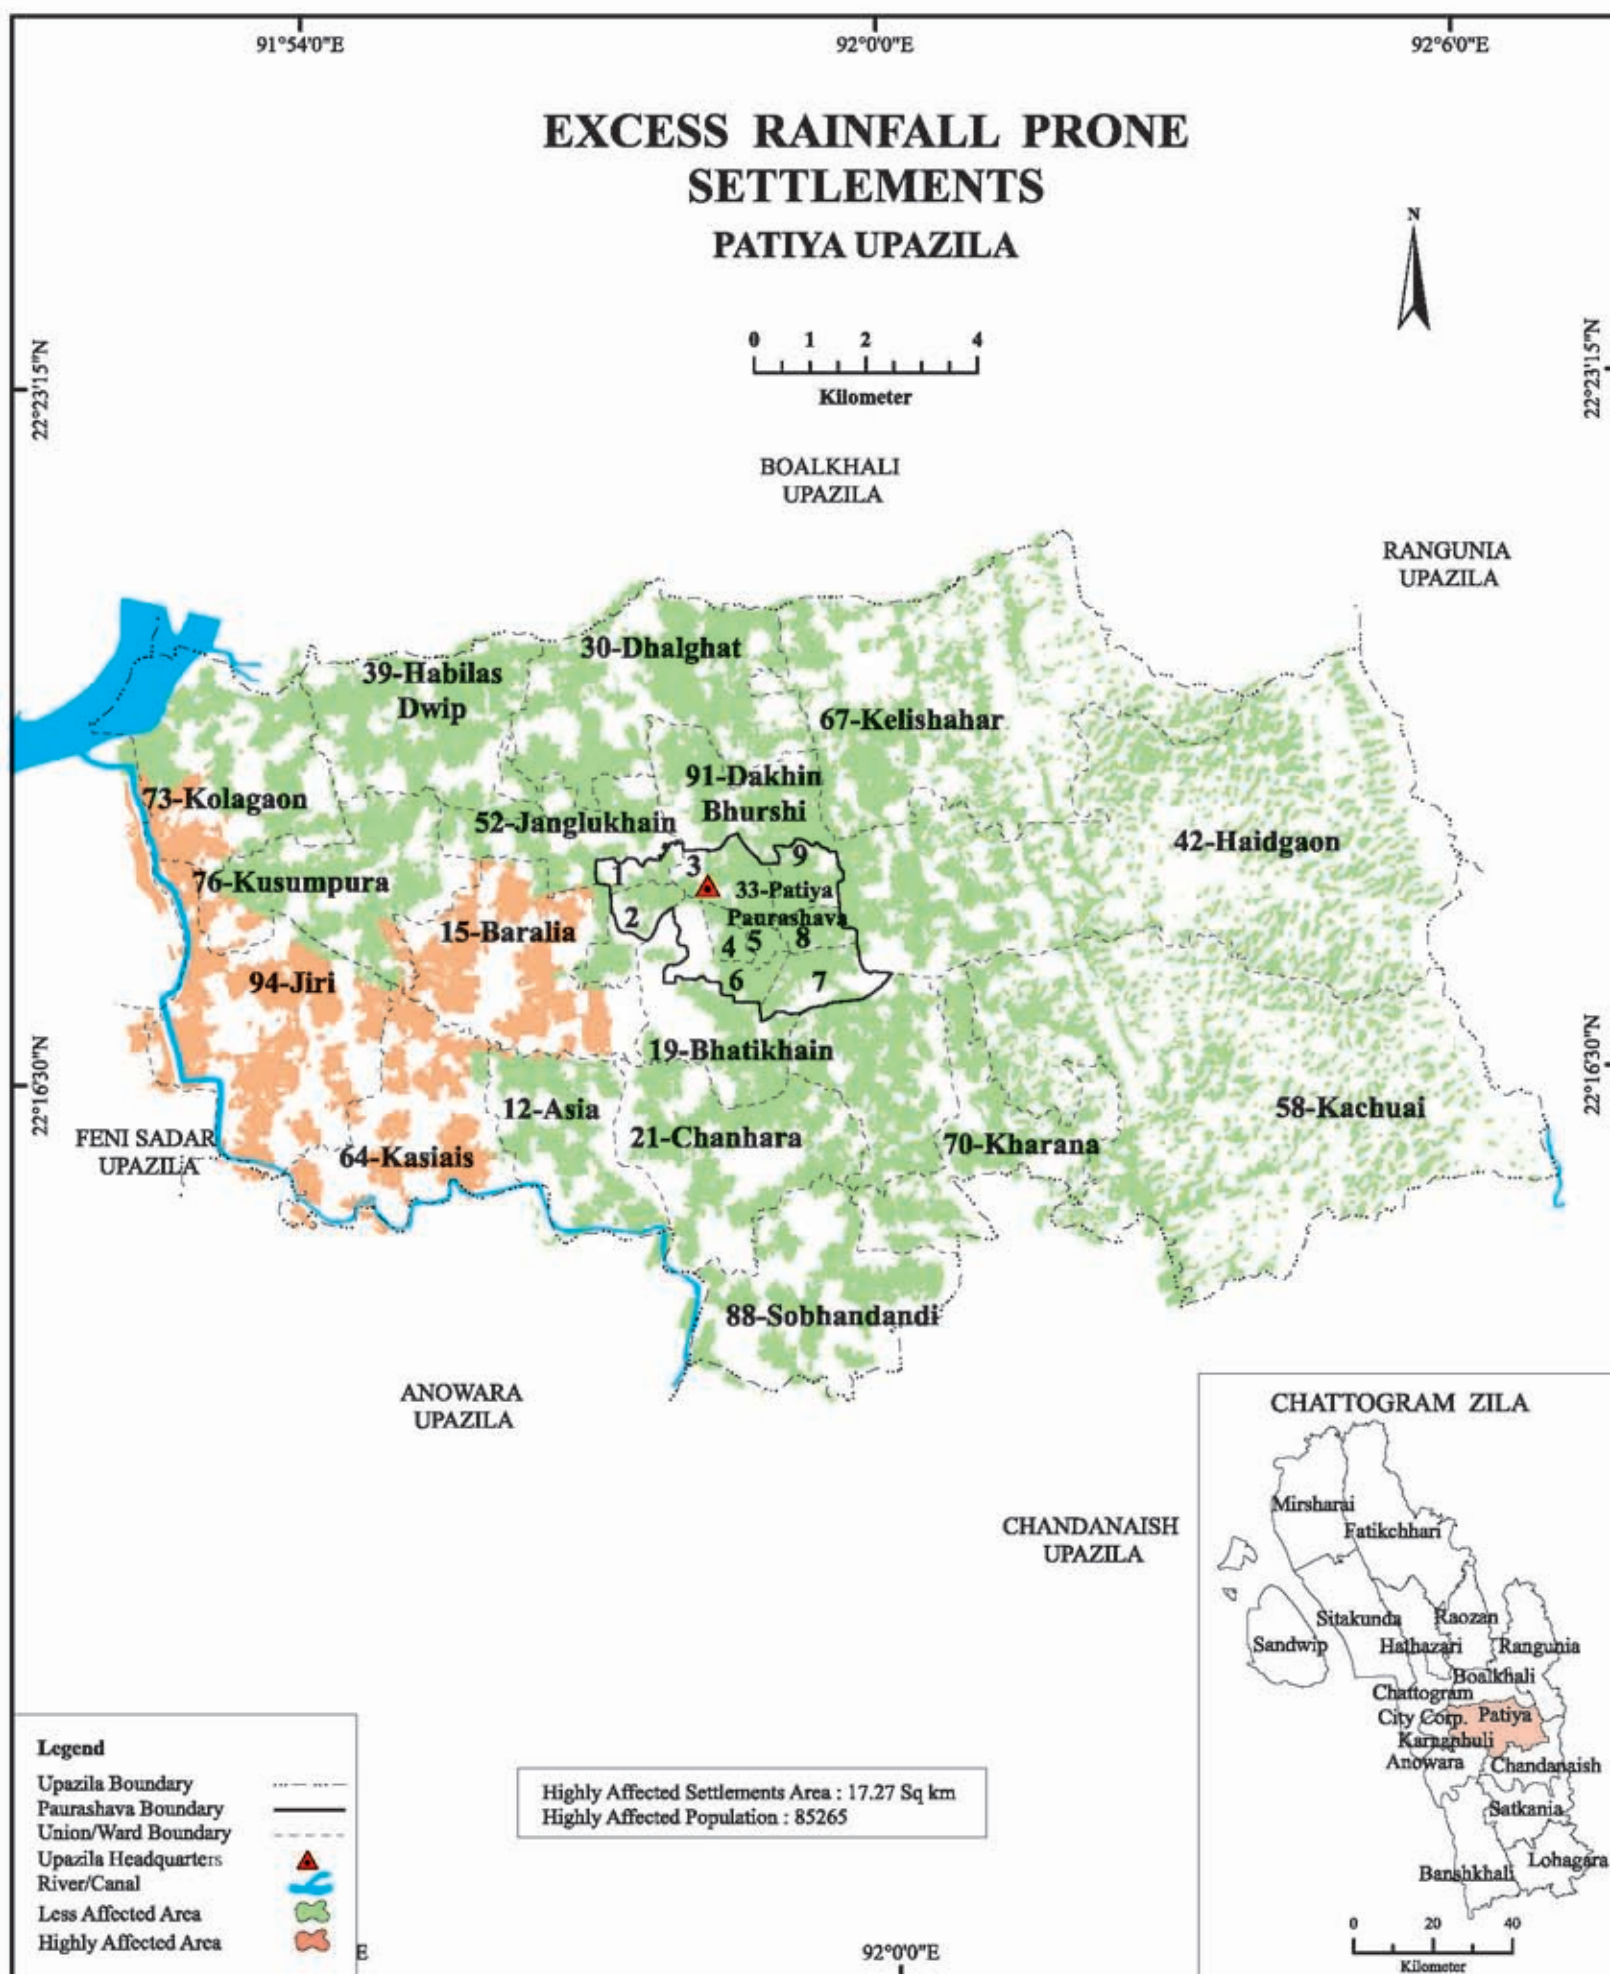 91°54'0"E
92°0'0"E
92°6'0"E
EXCESS RAINFALL PRONE
SETTLEMENTS
PATIYA UPAZILA
N
0 1 2 4
Kilometer
22°23'15"N
22°23'15"N
BOALKHALI
UPAZILA
RANGUNIA
UPAZILA
30-Dhalghat
39-Habilas
Dwip
67-Kelishahar
91-Dakhin
Bhurshi
73-Kolagaon
52-Janglukhain
42-Haidgaon
76-Kusumpura
1
3
9
33-Patiya
Paurashava
2
4
5
8
15-Baralia
94-Jiri
6
7
19-Bhatikhain
22°16'30"N
22°16'30"N
12-Asia
58-Kachuai
FENI SADAR
UPAZILA
21-Chanhara
70-Kharana
64-Kasiais
88-Sobhandandi
ANOWARA
UPAZILA
CHANDANAISH
UPAZILA
CHATTOGRAM ZILA
Mirsharai
Fatikchhari
Sitakunda
Raozan
Sandwip
Hathazari
Rangunia
Boalkhali
Chattogram
City Corp.
Patiya
Karnaphuli
Anowara
Chandanaish
Satkania
Lohagara
Banshkhali
0 20 40
Kilometer
Legend
Upazila Boundary
Paurashava Boundary
Union/Ward Boundary
Upazila Headquarters
River/Canal
Less Affected Area
Highly Affected Area
Highly Affected Settlements Area : 17.27 Sq km
Highly Affected Population : 85265
E
92°0'0"E